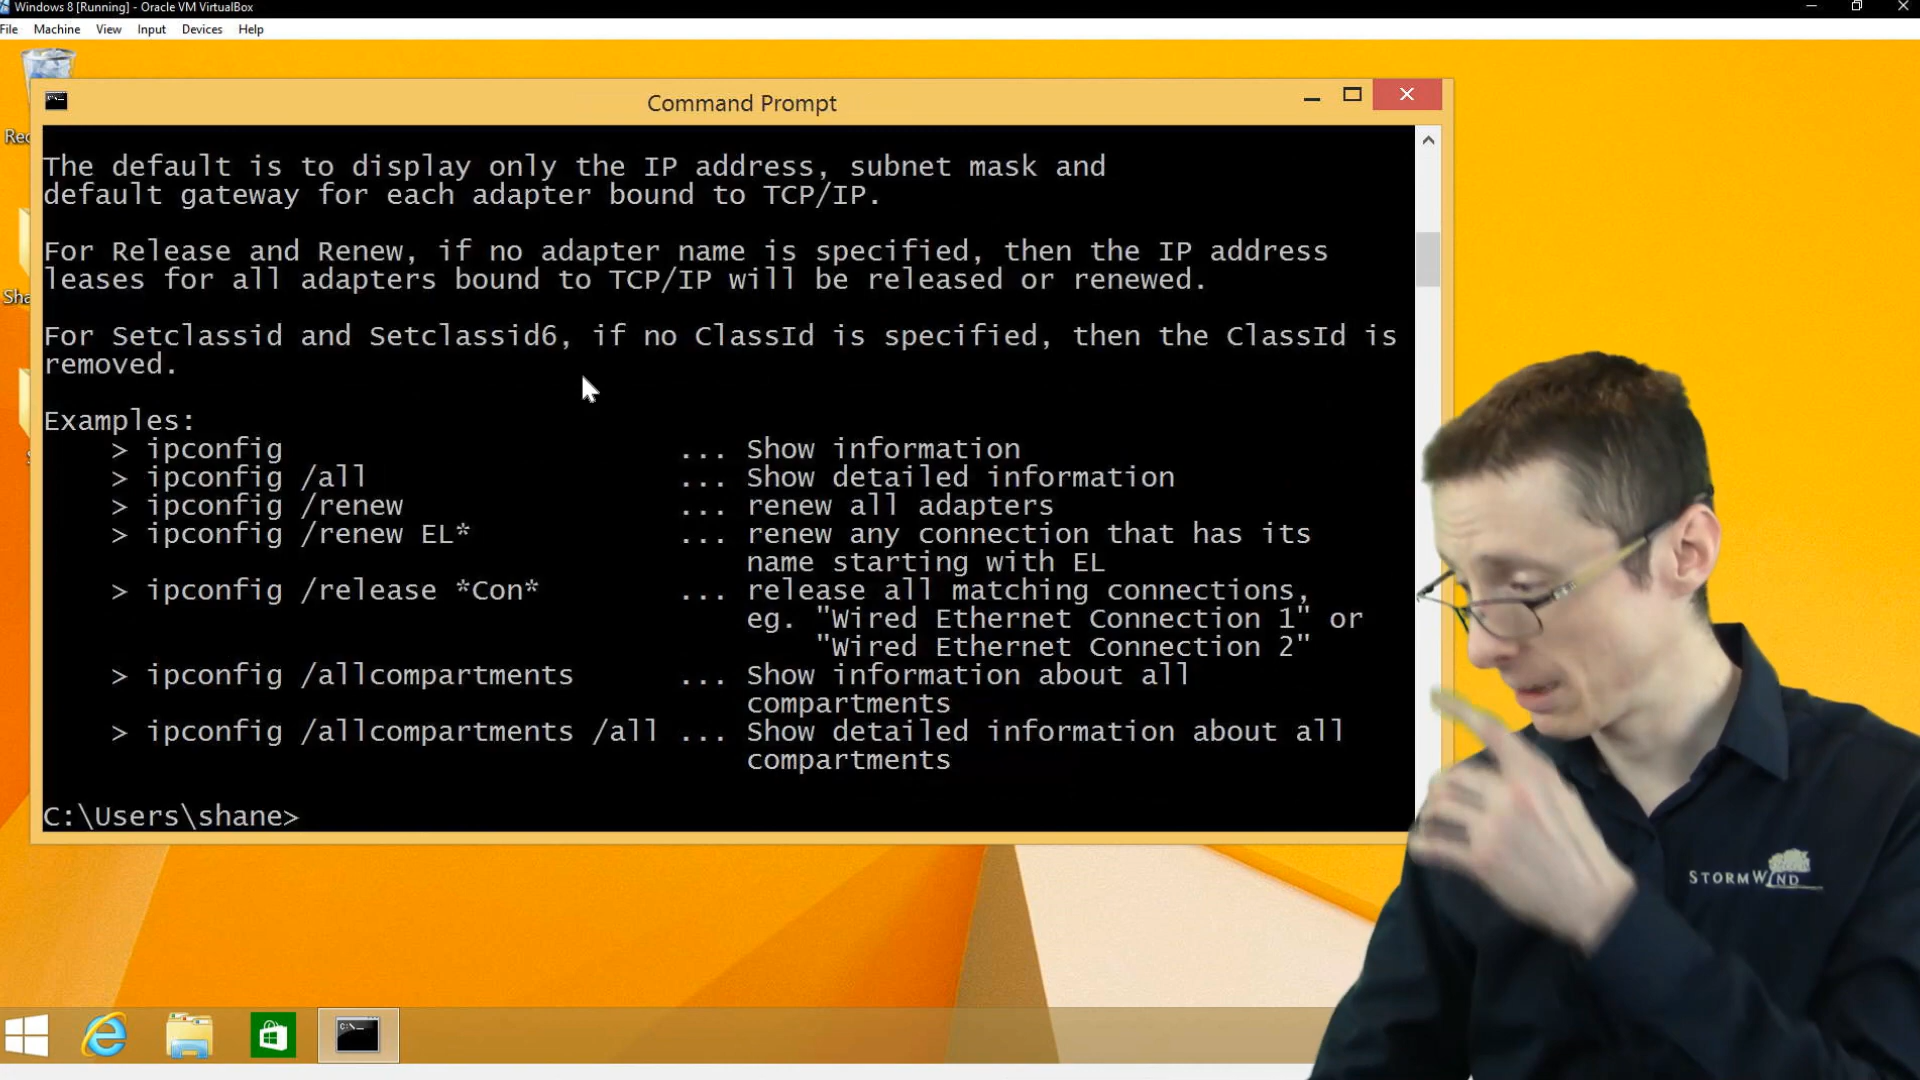 Windows 8 [Running] - Oracle VM VirtualBox
File Machine View Input Devices Help
Command Prompt
The default is to display only the IP address, subnet mask and
default gateway for each adapter bound to TCP/IP.
For Release and Renew, if no adapter name is specified, then the IP address
leases for all adapters bound to TCP/IP will be released or renewed.
For Setclassid and Setclassid6, if no ClassId is specified, then the ClassId is
removed.
Examples:
> ipconfig ... Show information
> ipconfig /all ... Show detailed information
> ipconfig /renew ... renew all adapters
> ipconfig /renew EL* ... renew any connection that has its
name starting with EL
> ipconfig /release *Con* ... release all matching connections,
eg. "Wired Ethernet Connection 1" or
"Wired Ethernet Connection 2"
> ipconfig /allcompartments ... Show information about all
compartments
> ipconfig /allcompartments /all ... Show detailed information about all
compartments
C:\Users\shane>
STORMWIND